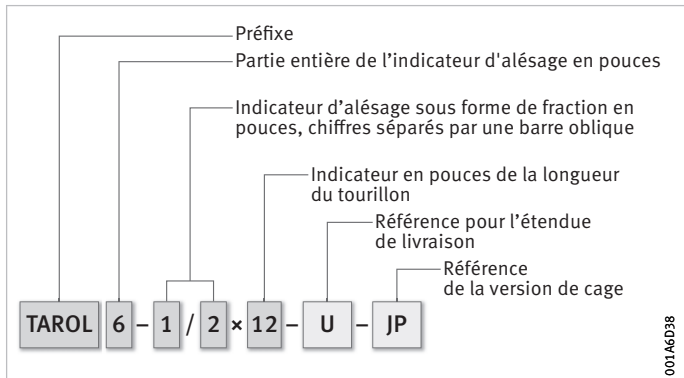 Préfixe
Partie entière de l'indicateur d'alésage en pouces
Indicateur d'alésage sous forme de fraction en
pouces, chiffres séparés par une barre oblique
Indicateur en pouces de la longueur
du tourillon
Référence pour l'étendue
de livraison
Référence
de la version de cage
TAROL 6 – 1 / 2 × 12 – U – JP
001A6D38